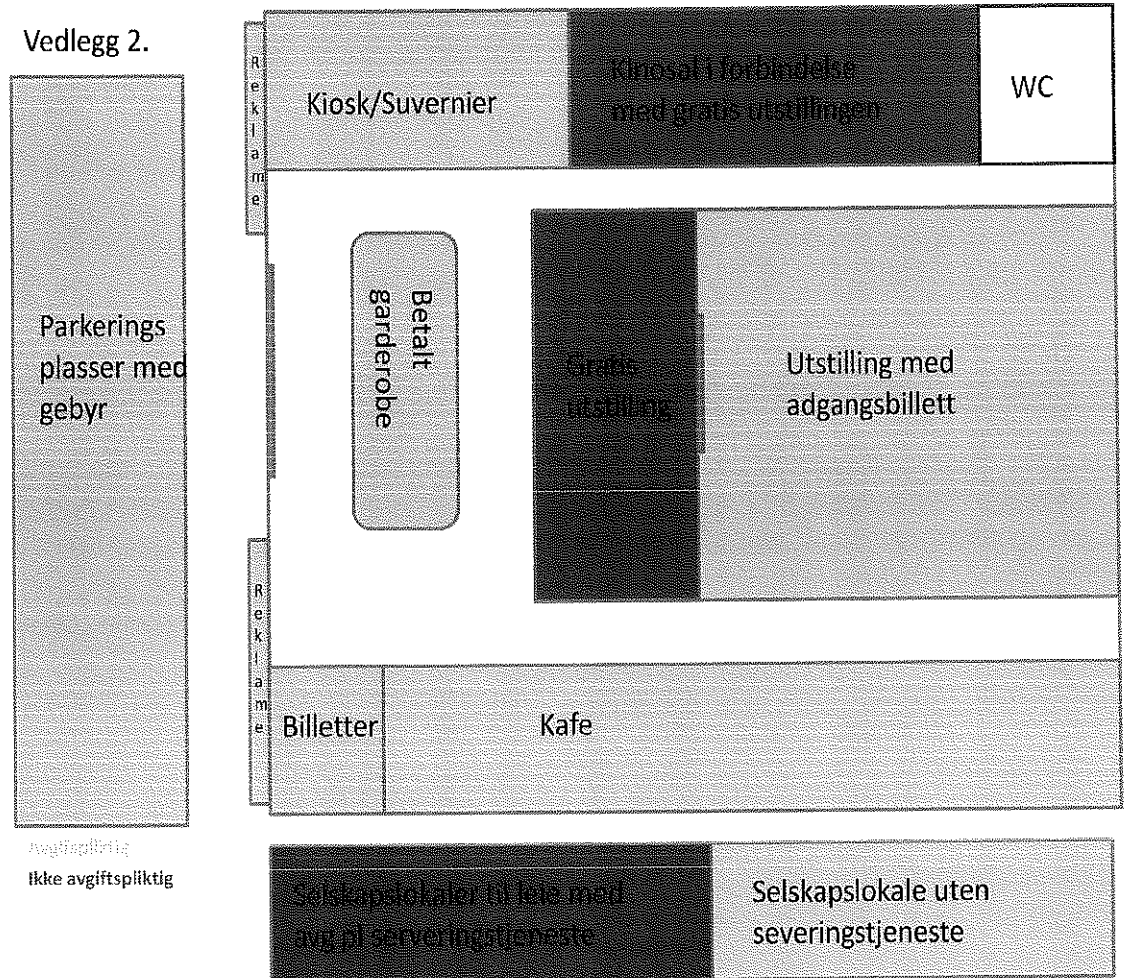 Vedlegg 2.
Reklame
Kiosk/Suvernier
Kinosal i forbindelse
med gratis utstillingen
WC
Parkerings
plasser med
gebyr
Betalt
garderobe
Gratis
utstilling
Utstilling med
adgangsbillett
Reklame
Billetter
Kafe
Avgiftspliktig
Ikke avgiftspliktig
Selskapslokaler til leie med
avg pl serveringstjeneste
Selskapslokale uten
severingstjeneste